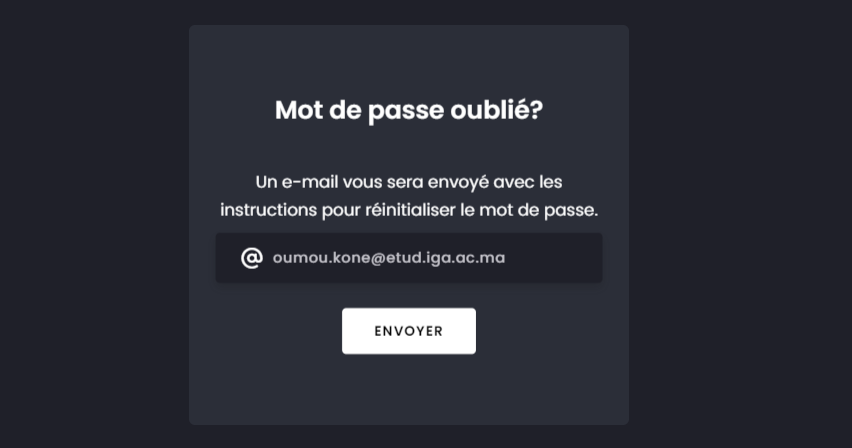 Mot de passe oublié?
Un e-mail vous sera envoyé avec les
instructions pour réinitialiser le mot de passe.
@ oumou.kone@etud.iga.ac.ma
ENVOYER